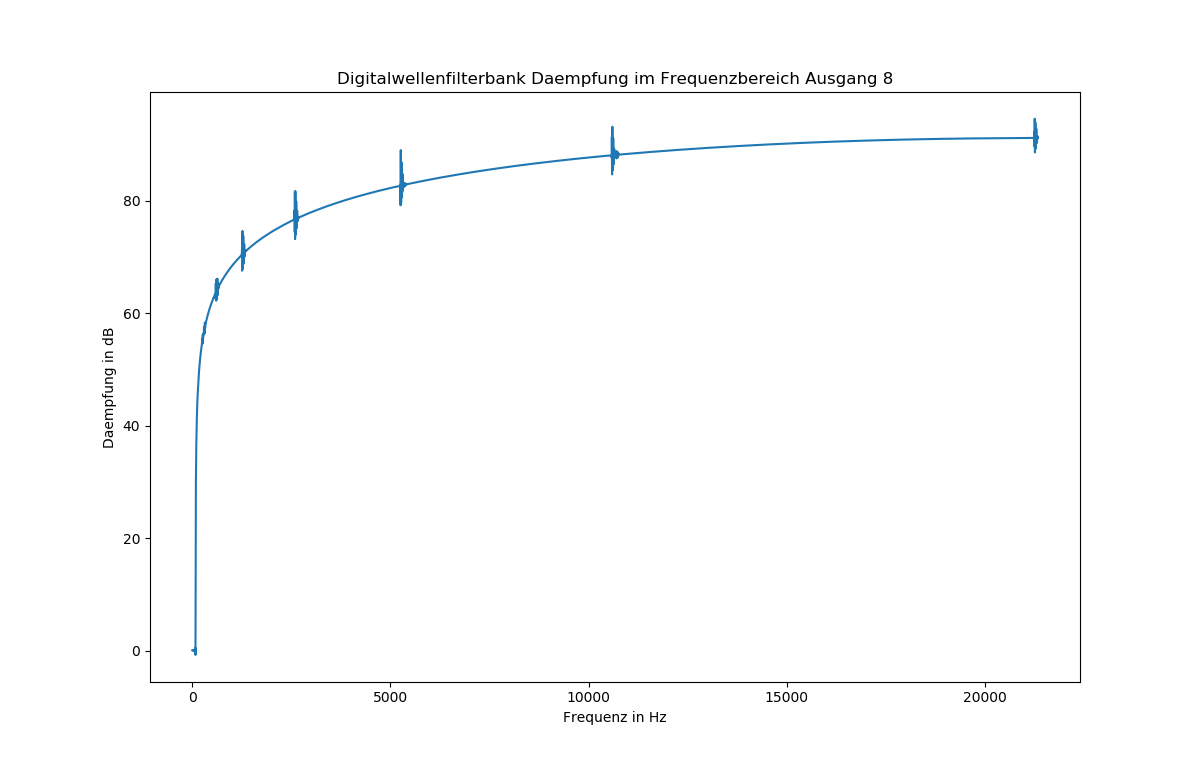 Digitalwellenfilterbank Daempfung im Frequenzbereich Ausgang 8
80
60
40
20
0
Daempfung in dB
0 5000 10000 15000 20000
Frequenz in Hz